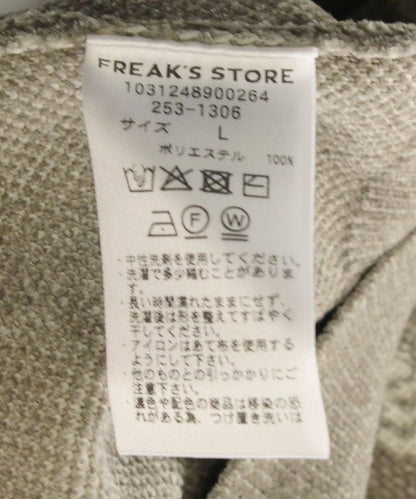 FREAK'S STORE
1031248900264
253-1306
サイズ L
ポリエステル 100%
F W
・中性洗剤を使用してください。
・洗濯で多少縮むことがありま
す。
・長い時間濡れたままにせず、
洗濯後は形を整えてすばやく
干してください。
・アイロンはあて布を使用する
ようにして下さい。
・他のものとの引っかかりにご
注意下さい。
・濃色や配色の商品は移染の恐
れがある為、つけ置き洗いは